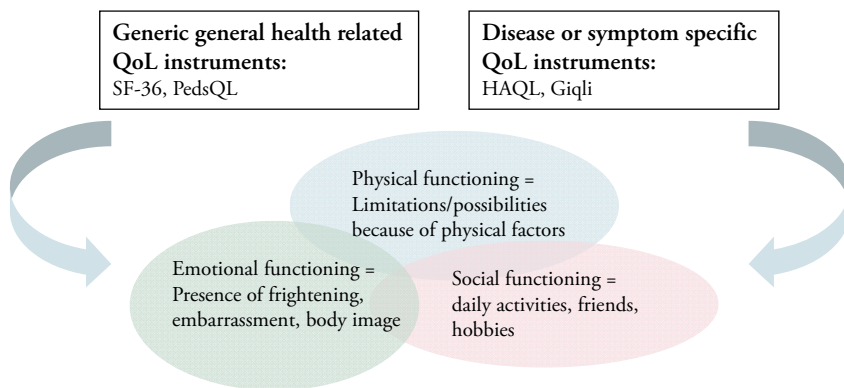 Generic general health related
QoL instruments:
SF-36, PedsQL
Disease or symptom specific
QoL instruments:
HAQL, Giqli
Physical functioning =
Limitations/possibilities
because of physical factors
Emotional functioning =
Presence of frightening,
embarrassment, body image
Social functioning =
daily activities, friends,
hobbies